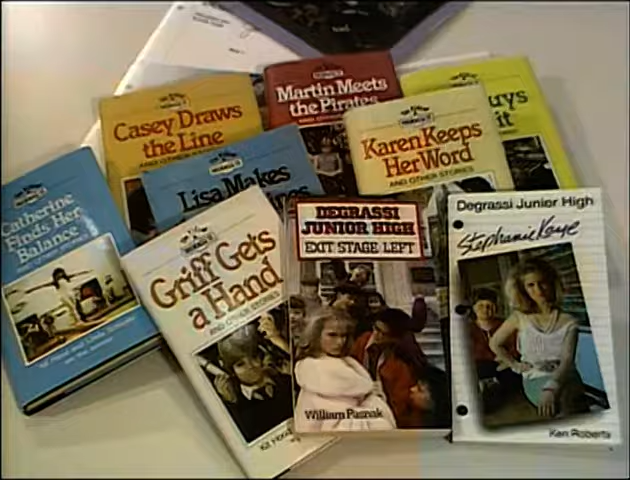 Casey Draws
the Line
AND OTHER STORIES
Martin Meets
the Pirates
Karen Keeps
Her Word
AND OTHER STORIES
Catherine
Finds Her
Balance
AND OTHER STORIES
Lisa Makes
Griff Gets
a Hand
AND OTHER STORIES
DEGRASSI
JUNIOR HIGH
EXIT STAGE LEFT
William Pasnak
Degrassi Junior High
Stephanie Kaye
Ken Roberts